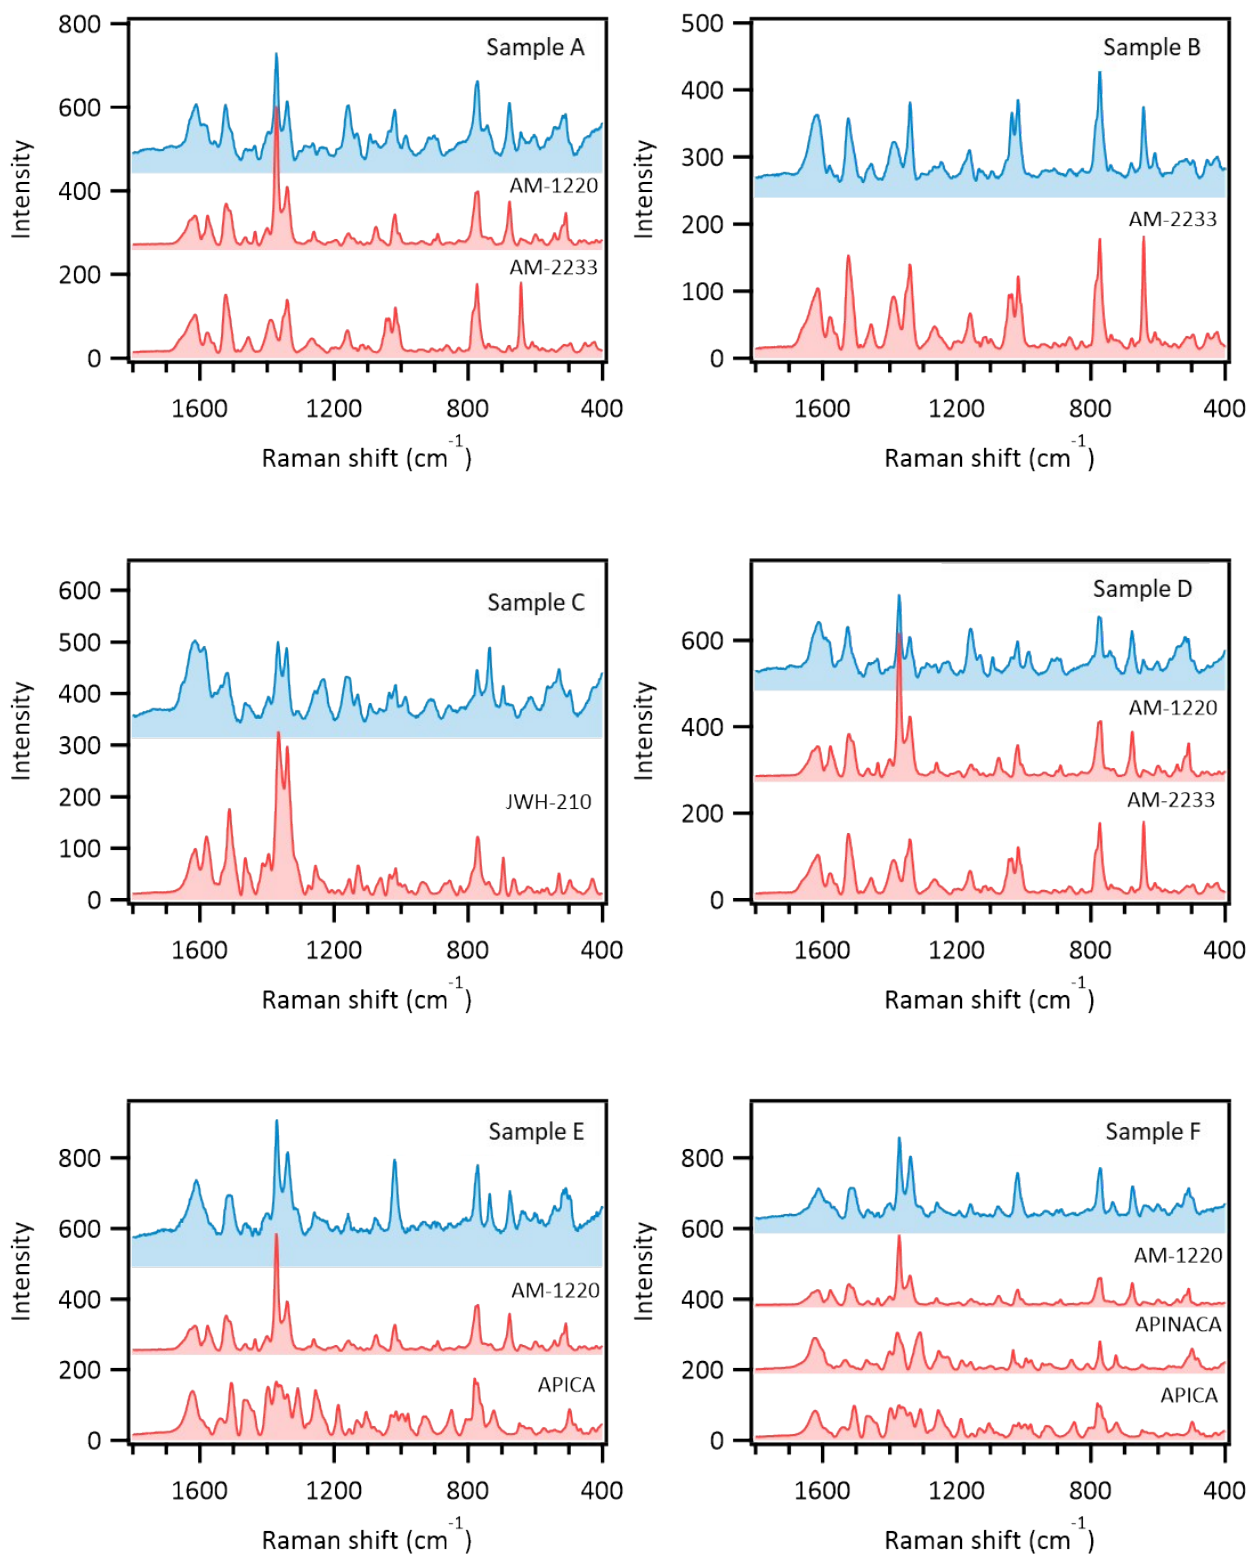 800
600
400
200
0
Intensity
Sample A
AM-1220
AM-2233
1600 1200 800 400
Raman shift (cm⁻¹)
500
400
300
200
100
0
Intensity
Sample B
AM-2233
1600 1200 800 400
Raman shift (cm⁻¹)
600
500
400
300
200
100
0
Intensity
Sample C
JWH-210
1600 1200 800 400
Raman shift (cm⁻¹)
600
400
200
0
Intensity
Sample D
AM-1220
AM-2233
1600 1200 800 400
Raman shift (cm⁻¹)
800
600
400
200
0
Intensity
Sample E
AM-1220
APICA
1600 1200 800 400
Raman shift (cm⁻¹)
800
600
400
200
0
Intensity
Sample F
AM-1220
APINACA
APICA
1600 1200 800 400
Raman shift (cm⁻¹)